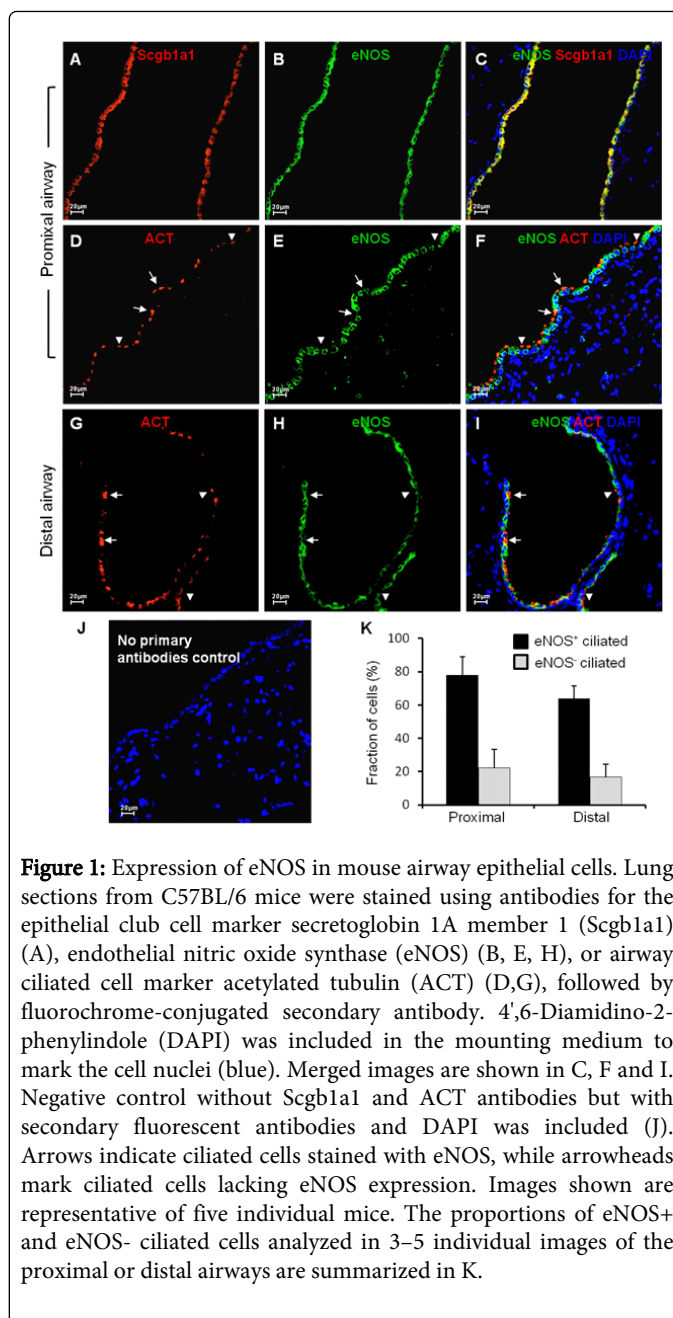 A
Scgb1a1
B
eNOS
C
eNOS Scgb1a1 DAPI
20µm
20µm
20µm
Promixal airway
D
ACT
E
eNOS
F
eNOS ACT DAPI
20µm
20µm
20µm
Distal airway
G
ACT
H
eNOS
I
eNOS ACT DAPI
20µm
20µm
20µm
J
No primary
antibodies control
20µm
K
100
80
60
40
20
0
Fraction of cells (%)
eNOS⁺ ciliated
eNOS⁻ ciliated
Proximal
Distal
Figure 1: Expression of eNOS in mouse airway epithelial cells. Lung
sections from C57BL/6 mice were stained using antibodies for the
epithelial club cell marker secretoglobin 1A member 1 (Scgb1a1)
(A), endothelial nitric oxide synthase (eNOS) (B, E, H), or airway
ciliated cell marker acetylated tubulin (ACT) (D,G), followed by
fluorochrome-conjugated secondary antibody. 4',6-Diamidino-2-
phenylindole (DAPI) was included in the mounting medium to
mark the cell nuclei (blue). Merged images are shown in C, F and I.
Negative control without Scgb1a1 and ACT antibodies but with
secondary fluorescent antibodies and DAPI was included (J).
Arrows indicate ciliated cells stained with eNOS, while arrowheads
mark ciliated cells lacking eNOS expression. Images shown are
representative of five individual mice. The proportions of eNOS+
and eNOS- ciliated cells analyzed in 3–5 individual images of the
proximal or distal airways are summarized in K.